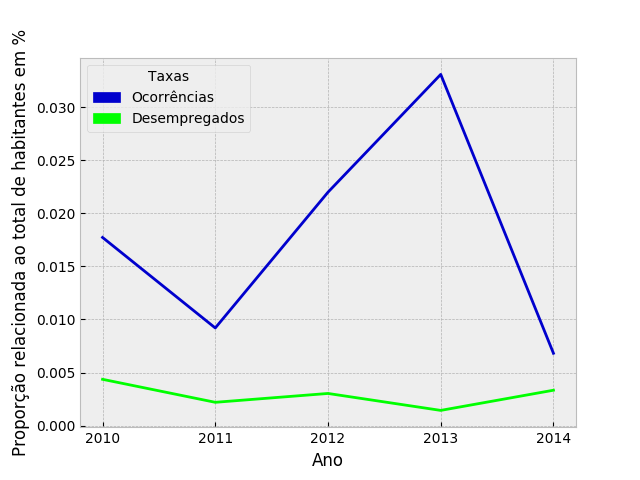 Proporção relacionada ao total de habitantes em %
Taxas
Ocorrências
Desempregados
0.030
0.025
0.020
0.015
0.010
0.005
0.000
2010 2011 2012 2013 2014
Ano